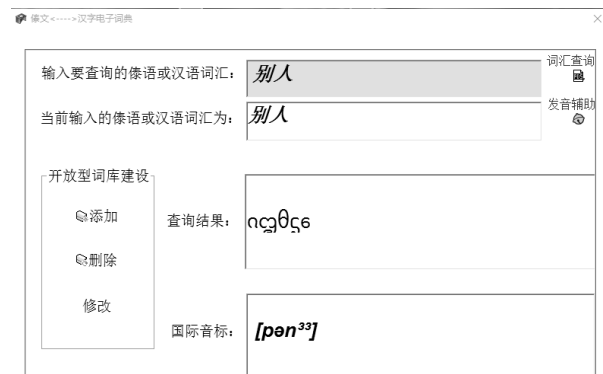 傣文<---->汉字电子词典
输入要查询的傣语或汉语词汇： 别人
词汇查询
当前输入的傣语或汉语词汇为： 别人
发音辅助
开放型词库建设
添加
查询结果：
删除
修改
国际音标： [pən³³]